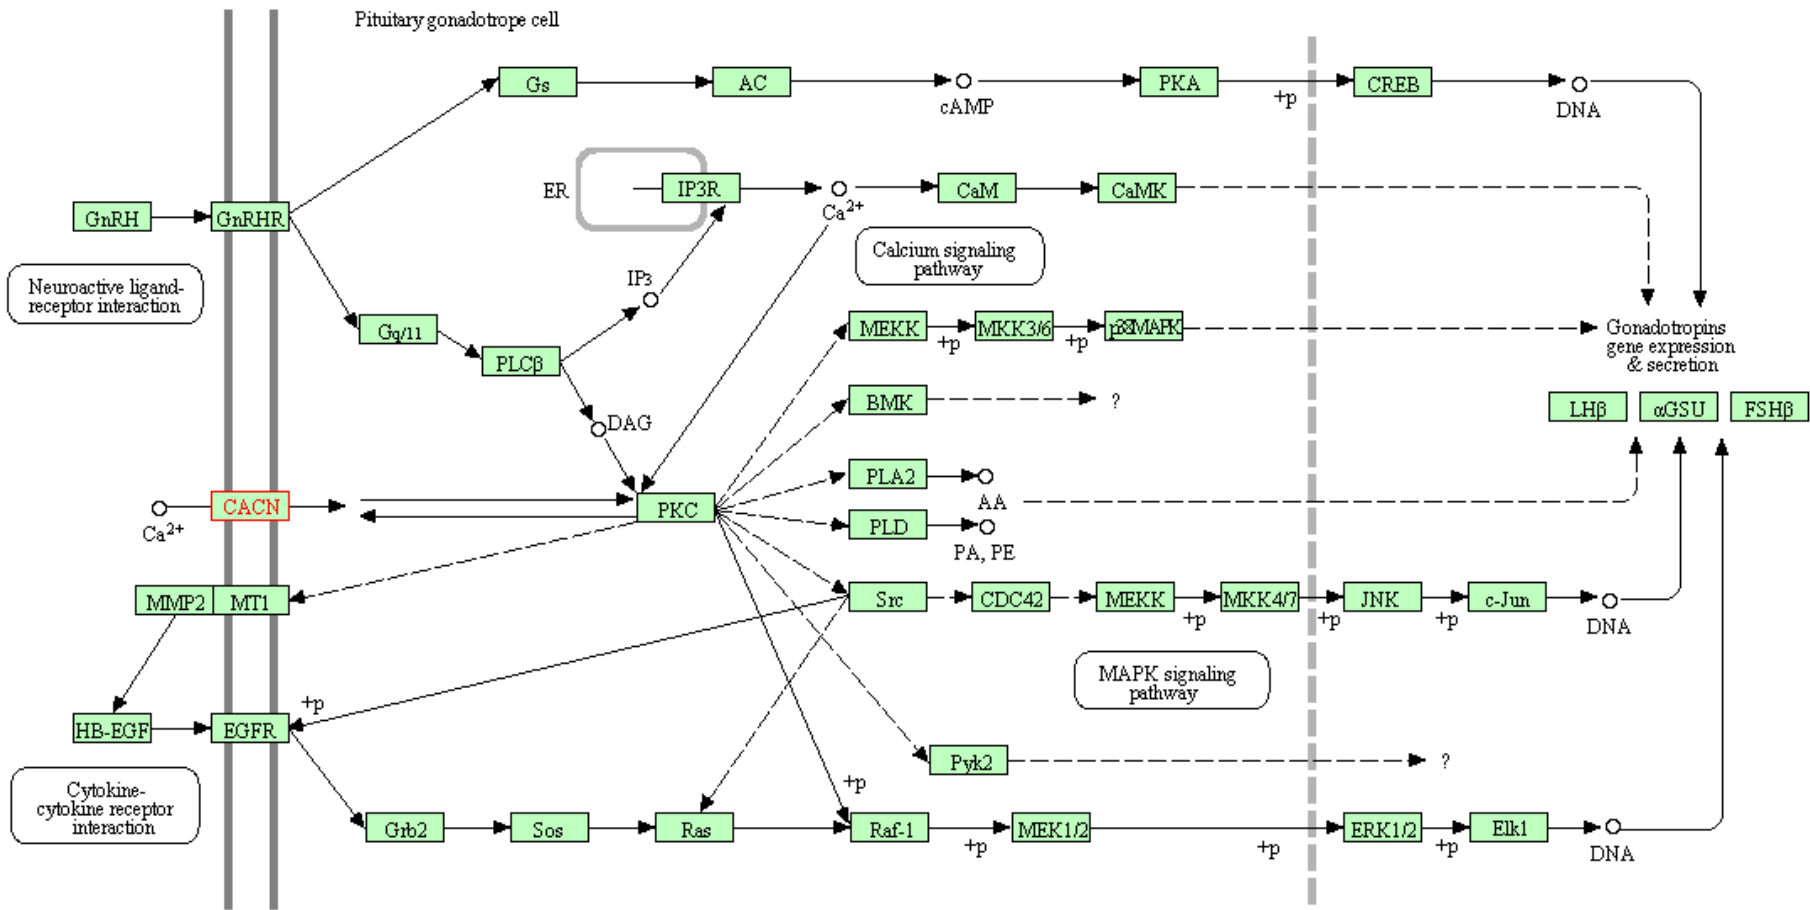 Pituitary gonadotrope cell
Gs
AC
cAMP
PKA
+p
CREB
DNA
ER
IP3R
Ca2+
CaM
CaMK
GnRH
GnRHR
Calcium signaling
pathway
Neuroactive ligand-
receptor interaction
IP3
Gq/11
PLCβ
MEKK
+p
MKK3/6
+p
p38MAPK
Gonadotropins
gene expression
& secretion
BMK
?
LHβ
αGSU
FSHβ
DAG
PLA2
AA
Ca2+
CACN
PKC
PLD
PA, PE
MMP2
MT1
Src
CDC42
MEKK
+p
MKK4/7
+p
JNK
+p
c-Jun
DNA
MAPK signaling
pathway
HB-EGF
EGFR
+p
Pyk2
?
Cytokine-
cytokine receptor
interaction
+p
Grb2
Sos
Ras
Raf-1
+p
MEK1/2
+p
ERK1/2
+p
Elk1
DNA